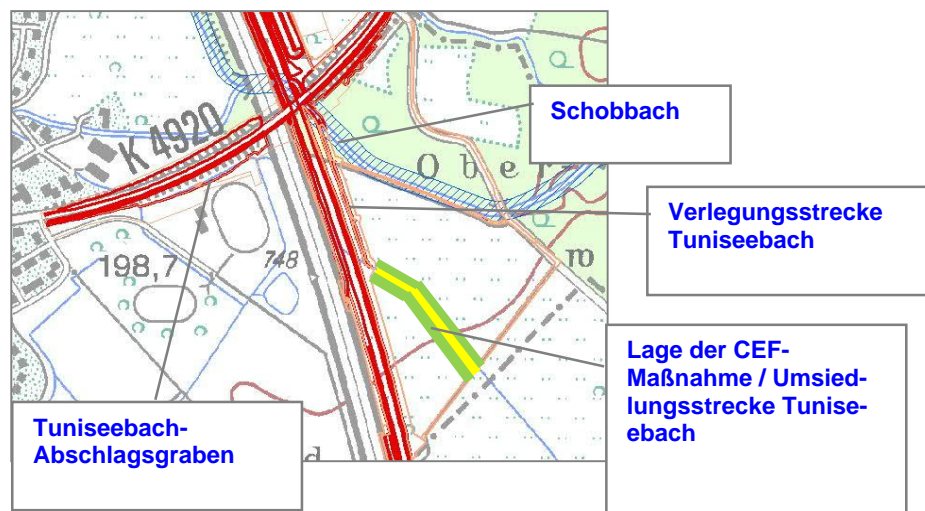 Schobbach
K 4920
O b e r
Verlegungsstrecke
Tuniseebach
198,7
748
m
Lage der CEF-
Maßnahme / Umsied-
lungsstrecke Tunise-
ebach
Tuniseebach-
Abschlagsgraben
d